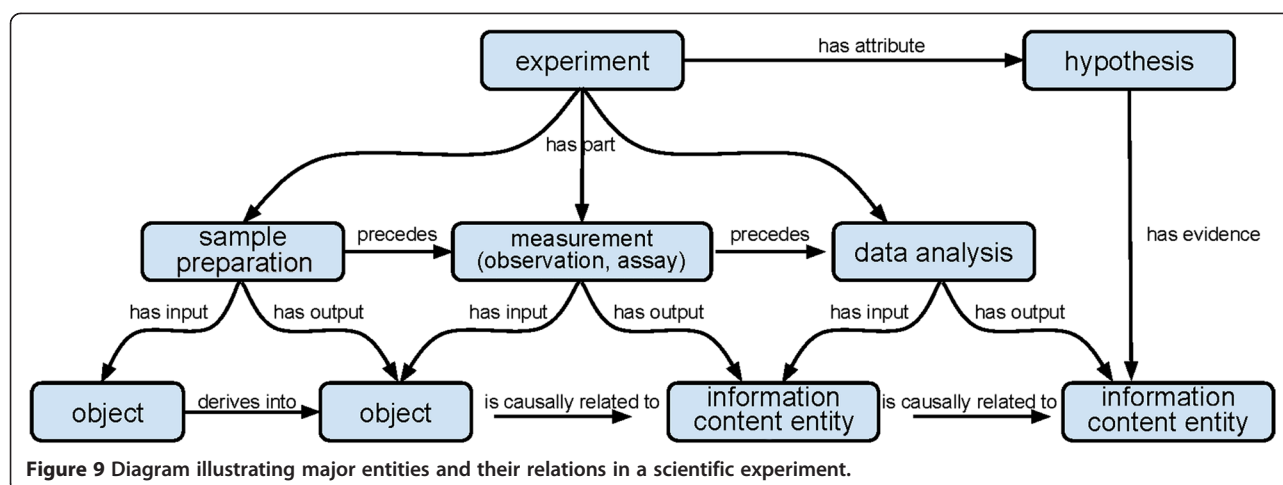 experiment
has attribute
hypothesis
has part
has evidence
sample
preparation
precedes
measurement
(observation, assay)
precedes
data analysis
has input
has output
has input
has output
has input
has output
object
derives into
object
is causally related to
information
content entity
is causally related to
information
content entity
Figure 9 Diagram illustrating major entities and their relations in a scientific experiment.